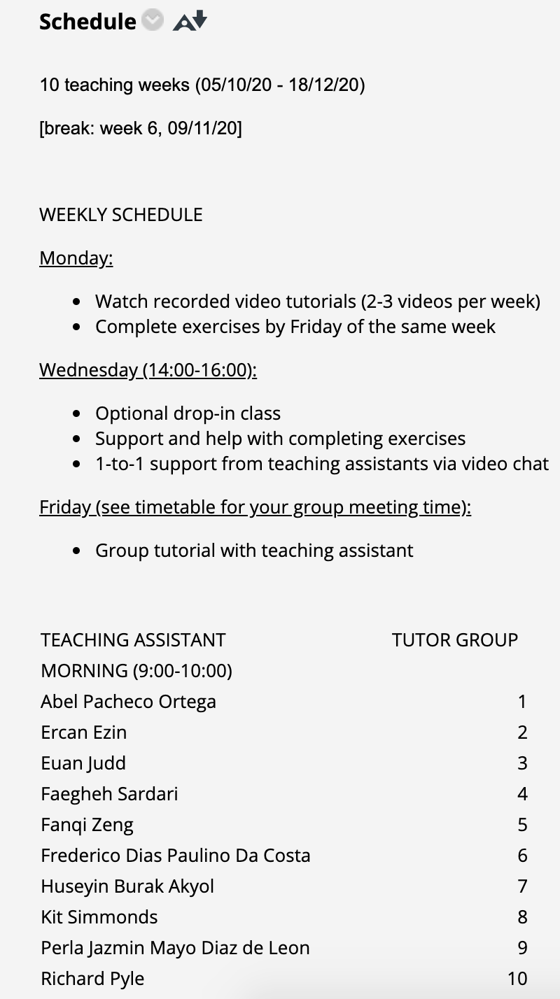 Schedule
10 teaching weeks (05/10/20 - 18/12/20)
[break: week 6, 09/11/20]
WEEKLY SCHEDULE
Monday:
• Watch recorded video tutorials (2-3 videos per week)
• Complete exercises by Friday of the same week
Wednesday (14:00-16:00):
• Optional drop-in class
• Support and help with completing exercises
• 1-to-1 support from teaching assistants via video chat
Friday (see timetable for your group meeting time):
• Group tutorial with teaching assistant
TEACHING ASSISTANT TUTOR GROUP
MORNING (9:00-10:00)
Abel Pacheco Ortega 1
Ercan Ezin 2
Euan Judd 3
Faegheh Sardari 4
Fanqi Zeng 5
Frederico Dias Paulino Da Costa 6
Huseyin Burak Akyol 7
Kit Simmonds 8
Perla Jazmin Mayo Diaz de Leon 9
Richard Pyle 10